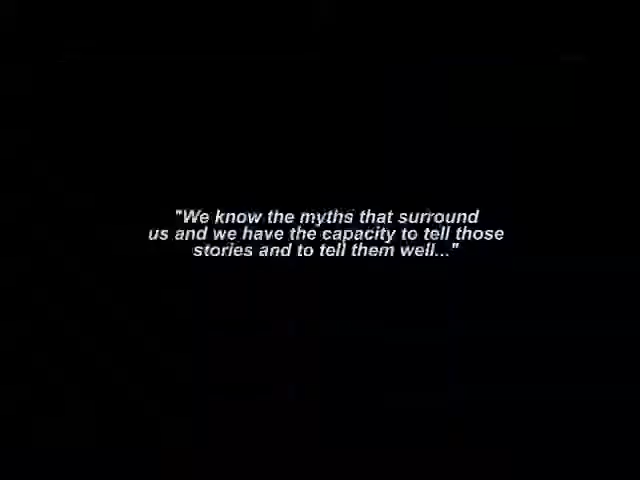 "We know the myths that surround
us and we have the capacity to tell those
stories and to tell them well..."